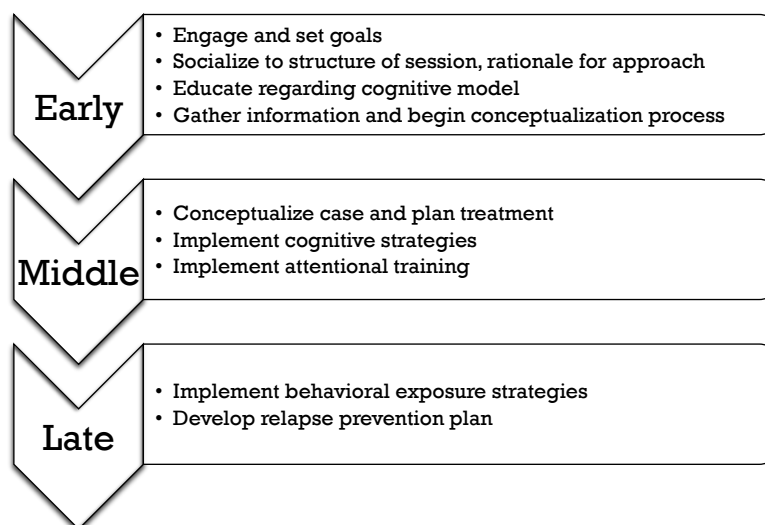 Early
• Engage and set goals
• Socialize to structure of session, rationale for approach
• Educate regarding cognitive model
• Gather information and begin conceptualization process
Middle
• Conceptualize case and plan treatment
• Implement cognitive strategies
• Implement attentional training
Late
• Implement behavioral exposure strategies
• Develop relapse prevention plan